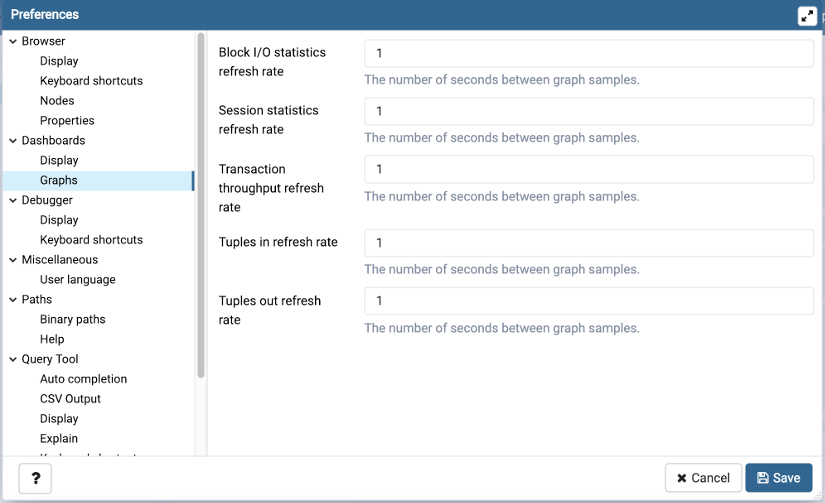 Preferences
Browser
Display
Keyboard shortcuts
Nodes
Properties
Dashboards
Display
Graphs
Debugger
Display
Keyboard shortcuts
Miscellaneous
User language
Paths
Binary paths
Help
Query Tool
Auto completion
CSV Output
Display
Explain
Block I/O statistics
refresh rate
1
The number of seconds between graph samples.
Session statistics
refresh rate
1
The number of seconds between graph samples.
Transaction
throughput refresh
rate
1
The number of seconds between graph samples.
Tuples in refresh rate
1
The number of seconds between graph samples.
Tuples out refresh
rate
1
The number of seconds between graph samples.
?
Cancel
Save